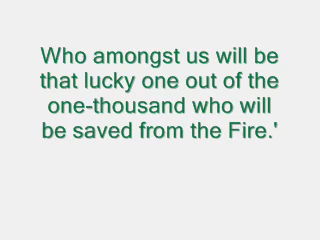 Who amongst us will be
that lucky one out of the
one-thousand who will
be saved from the Fire.'